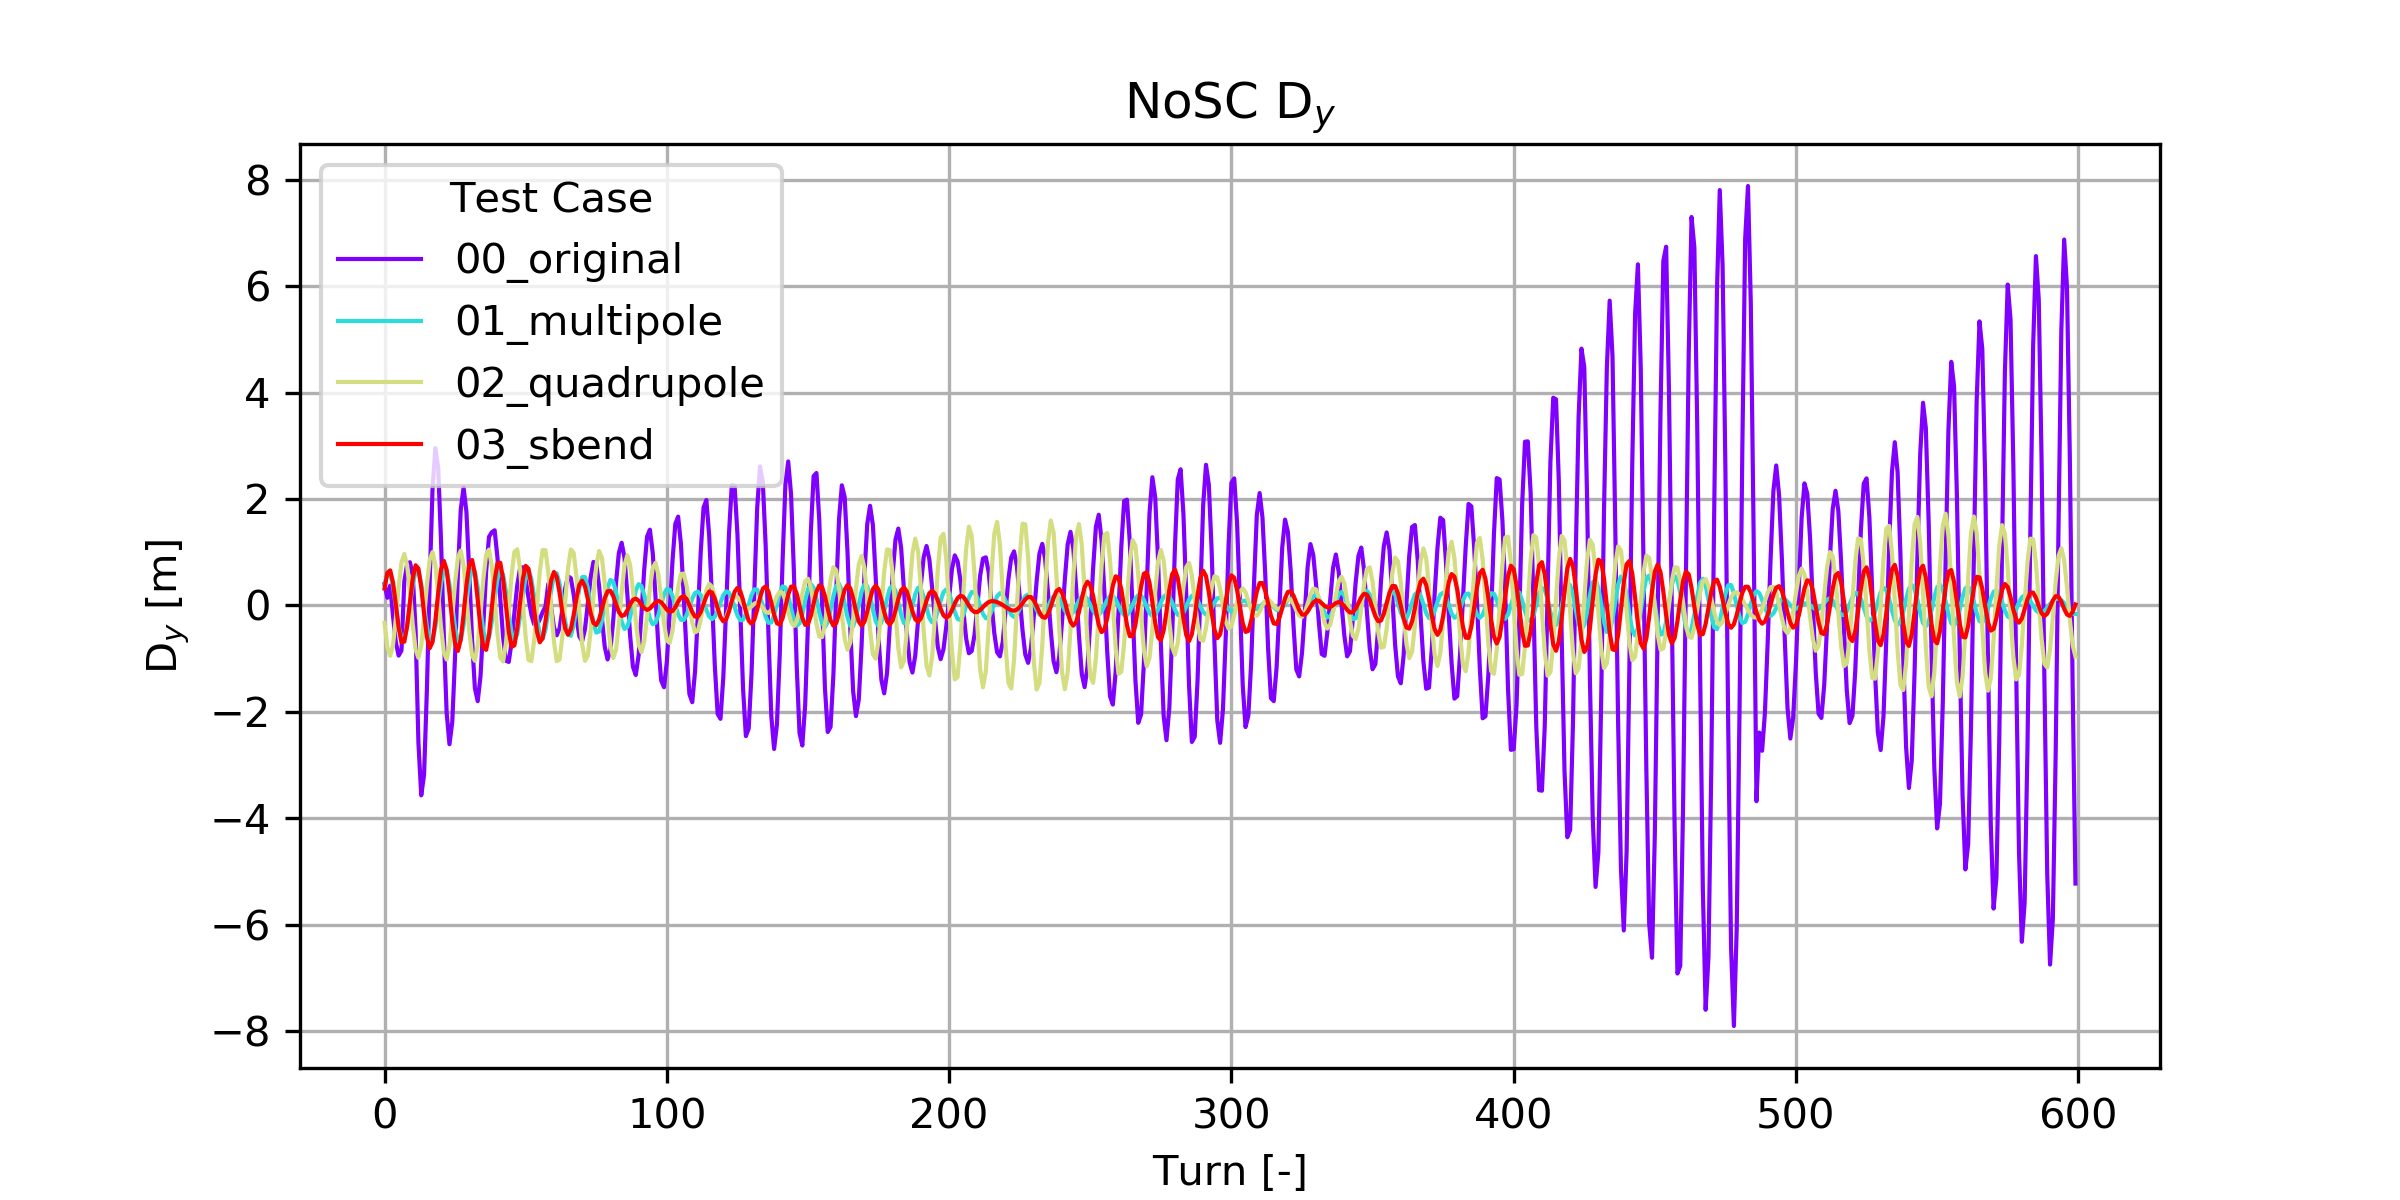 NoSC D_y
D_y [m]
8
6
4
2
0
−2
−4
−6
−8
Test Case
00_original
01_multipole
02_quadrupole
03_sbend
0 100 200 300 400 500 600
Turn [-]